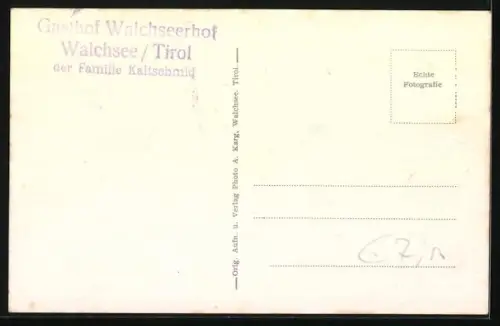 Gasthof Walchseerhof
Walchsee / Tirol
der Familie Kaltschmid
Orig. Aufn. u. Verlag Photo A. Karg, Walchsee, Tirol.
Echte
Fotografie